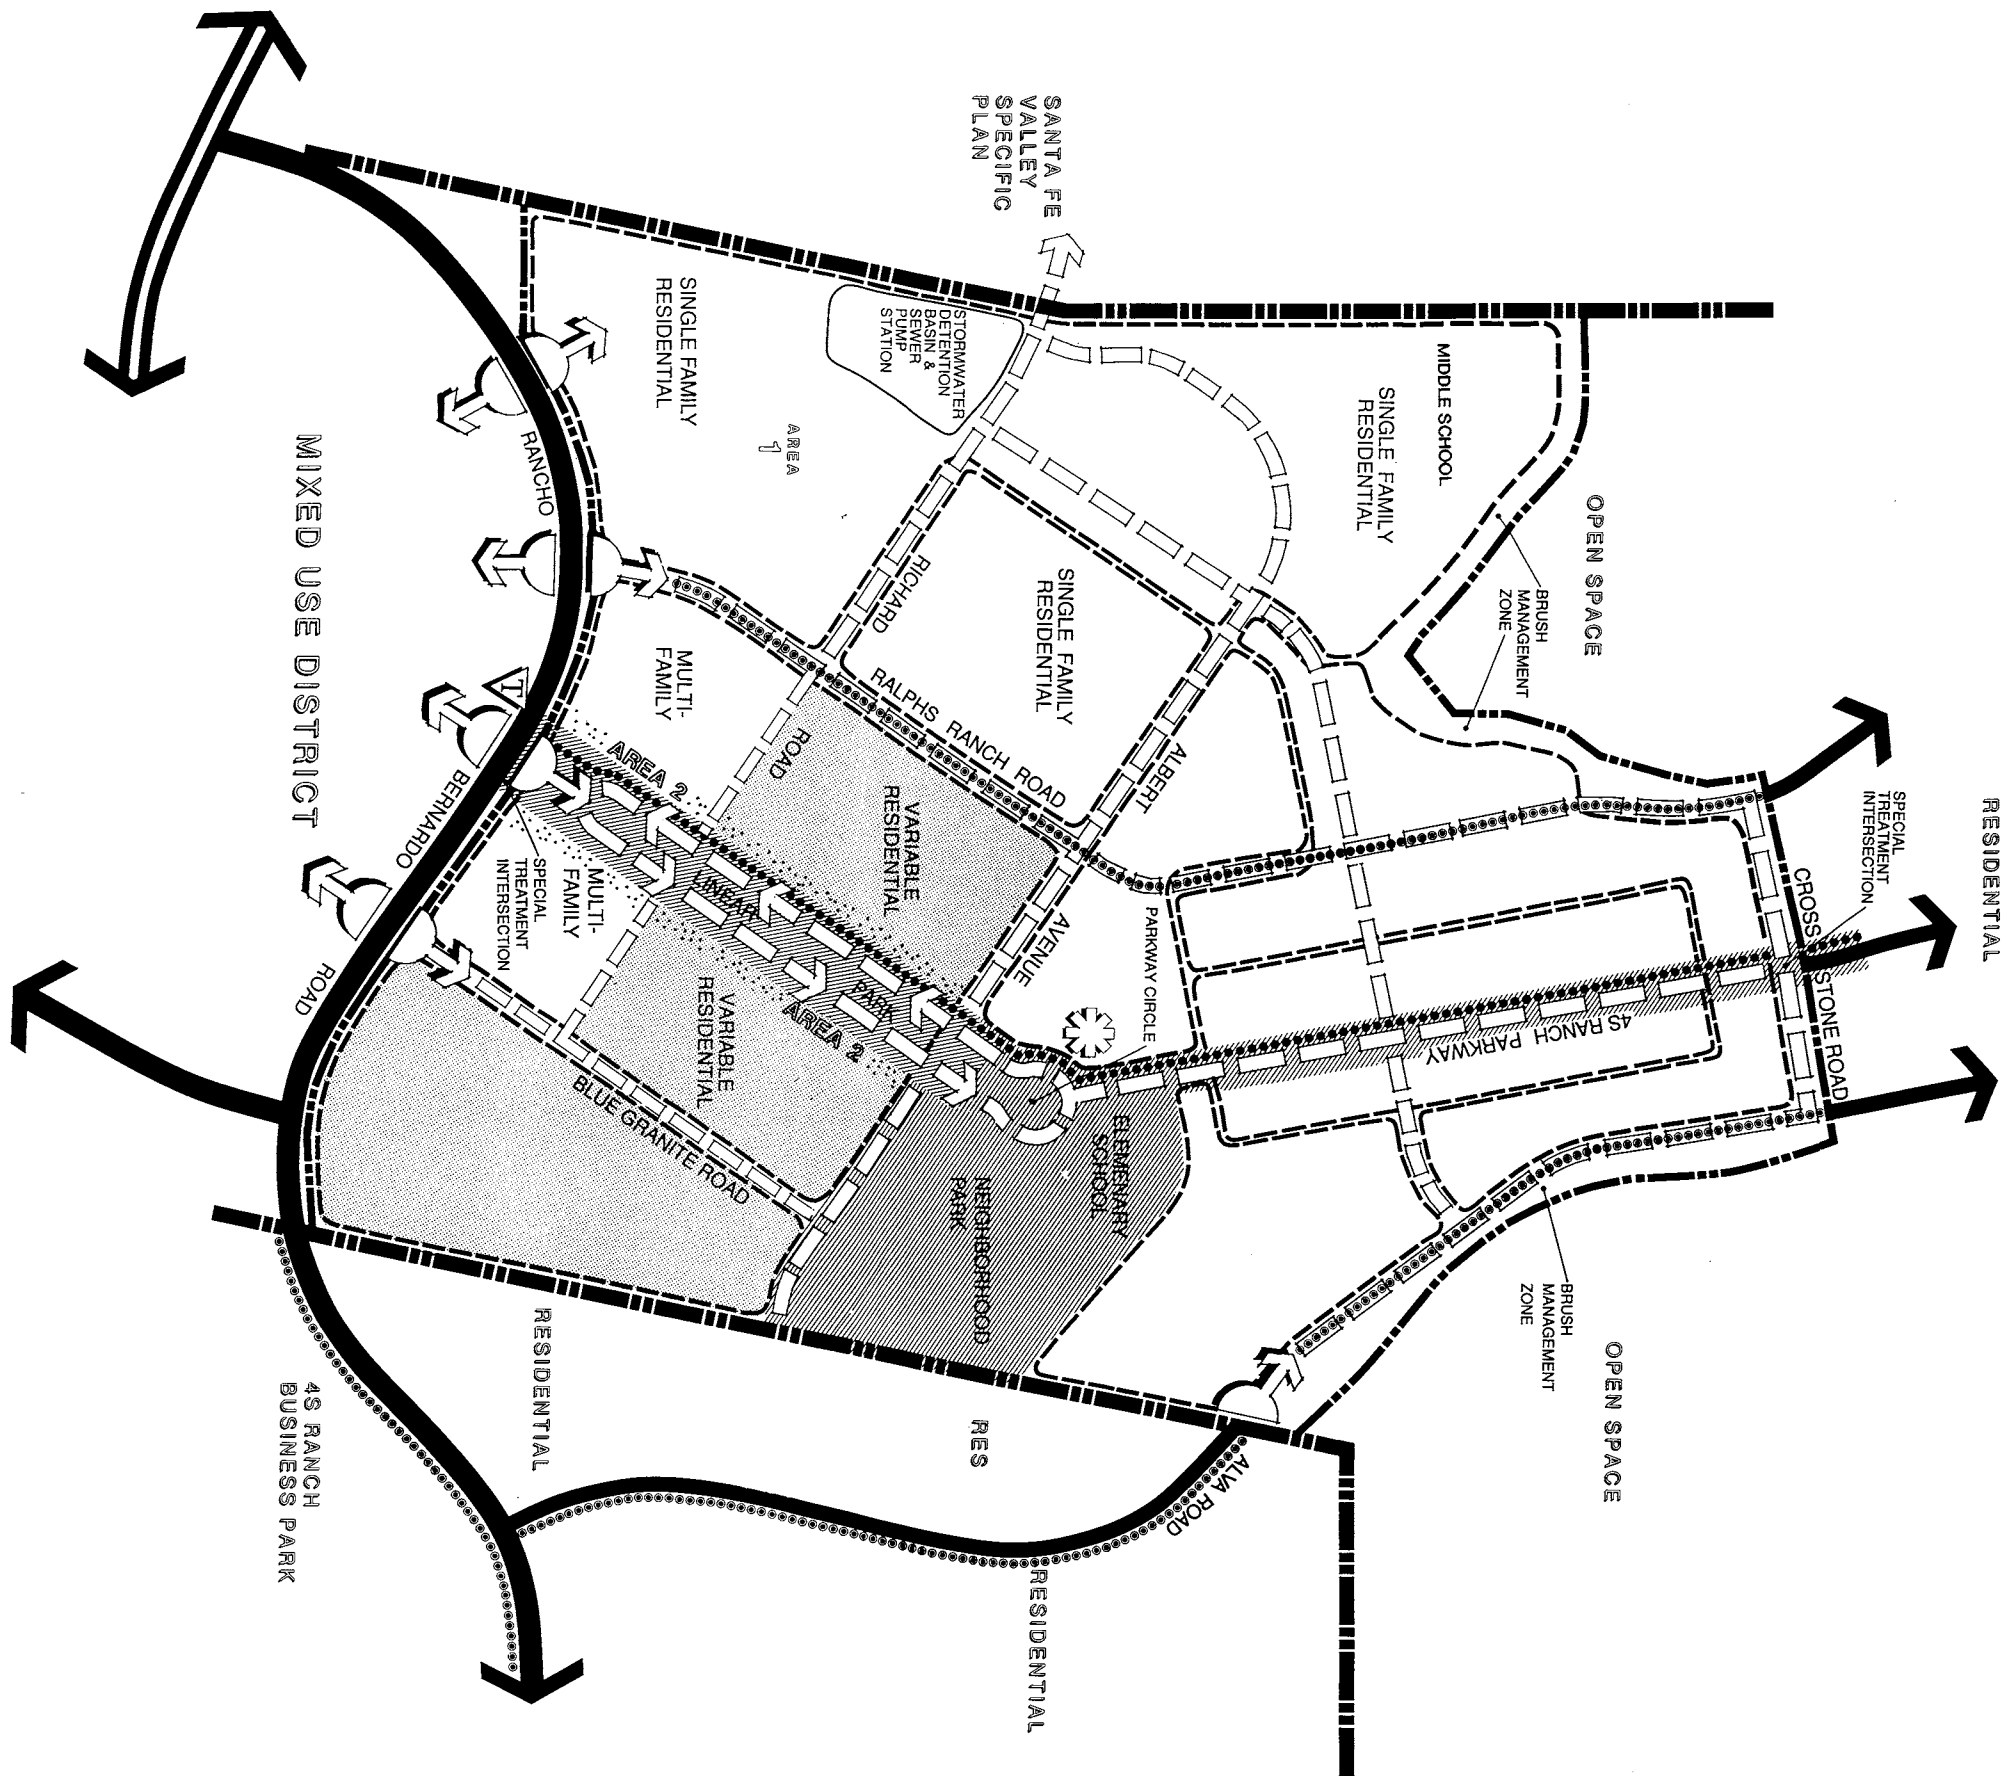 SANTA FE
VALLEY
SPECIFIC
PLAN
RESIDENTIAL
SPECIAL
TREATMENT
INTERSECTION
CROSS
STONE ROAD
OPEN SPACE
BRUSH
MANAGEMENT
ZONE
MIDDLE SCHOOL
SINGLE FAMILY
RESIDENTIAL
4S RANCH PARKWAY
STORMWATER
DETENTION
BASIN &
SEWER
PUMP
STATION
SINGLE FAMILY
RESIDENTIAL
AREA
1
SINGLE FAMILY
RESIDENTIAL
RICHARD
ROAD
RALPHS RANCH ROAD
ALBERT
AVENUE
PARKWAY CIRCLE
VARIABLE
RESIDENTIAL
MULTI-
FAMILY
AREA 2
LINEAR
PARK
AREA 2
VARIABLE
RESIDENTIAL
MULTI-
FAMILY
SPECIAL
TREATMENT
INTERSECTION
T
RANCHO
BERNARDO
ROAD
MIXED USE DISTRICT
BLUE GRANITE ROAD
ELEMENARY
SCHOOL
NEIGHBORHOOD
PARK
BRUSH
MANAGEMENT
ZONE
OPEN SPACE
ALVA ROAD
RES
RESIDENTIAL
RESIDENTIAL
4S RANCH
BUSINESS PARK